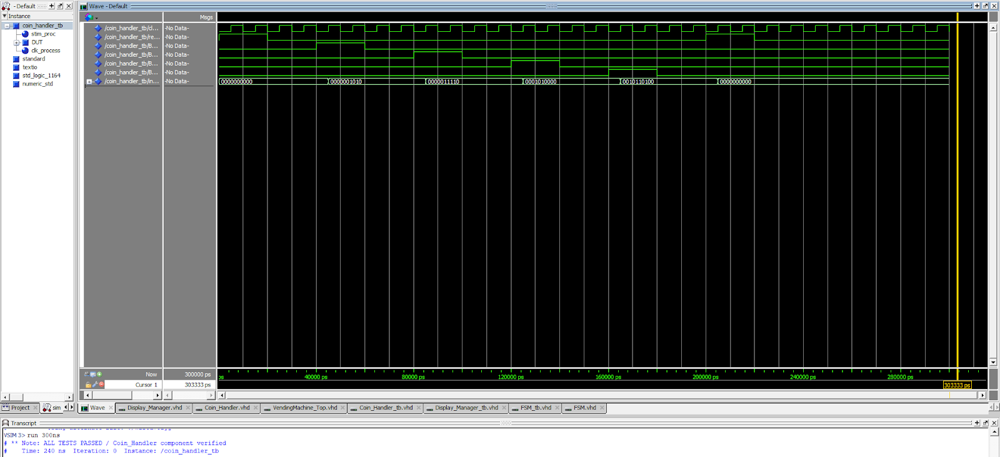 - Default
Wave - Default
Instance
Msgs
coin_handler_tb
stim_proc
DUT
clk_process
standard
textio
std_logic_1164
numeric_std
/coin_handler_tb/cl... -No Data-
/coin_handler_tb/re... -No Data-
/coin_handler_tb/B... -No Data-
/coin_handler_tb/B... -No Data-
/coin_handler_tb/B... -No Data-
/coin_handler_tb/B... -No Data-
/coin_handler_tb/in... -No Data- 0000000000 0000001010 0000011110 0001010000 0010110100 0000000000
Now 300000 ps ps 40000 ps 80000 ps 120000 ps 160000 ps 200000 ps 240000 ps 280000 ps
Cursor 1 303333 ps 303333 ps
Project sim Wave Display_Manager.vhd Coin_Handler.vhd VendingMachine_Top.vhd Coin_Handler_tb.vhd Display_Manager_tb.vhd FSM_tb.vhd FSM.vhd
Transcript
VSIM 3> run 300ns
# ** Note: ALL TESTS PASSED / Coin_Handler component verified
# Time: 240 ns Iteration: 0 Instance: /coin_handler_tb